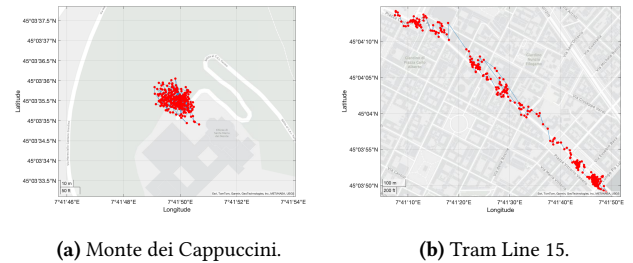 45°03'37.5"N
45°03'37"N
45°03'36.5"N
45°03'36"N
45°03'35.5"N
45°03'35"N
45°03'34.5"N
45°03'34"N
45°03'33.5"N
Latitude
10 m
50 ft
7°41'46"E
7°41'48"E
7°41'50"E
7°41'52"E
7°41'54"E
Longitude
45°04'10"N
45°04'05"N
45°04'N
45°03'55"N
45°03'50"N
Latitude
100 m
200 ft
7°41'10"E
7°41'20"E
7°41'30"E
7°41'40"E
7°41'50"E
Longitude
(a) Monte dei Cappuccini.
(b) Tram Line 15.